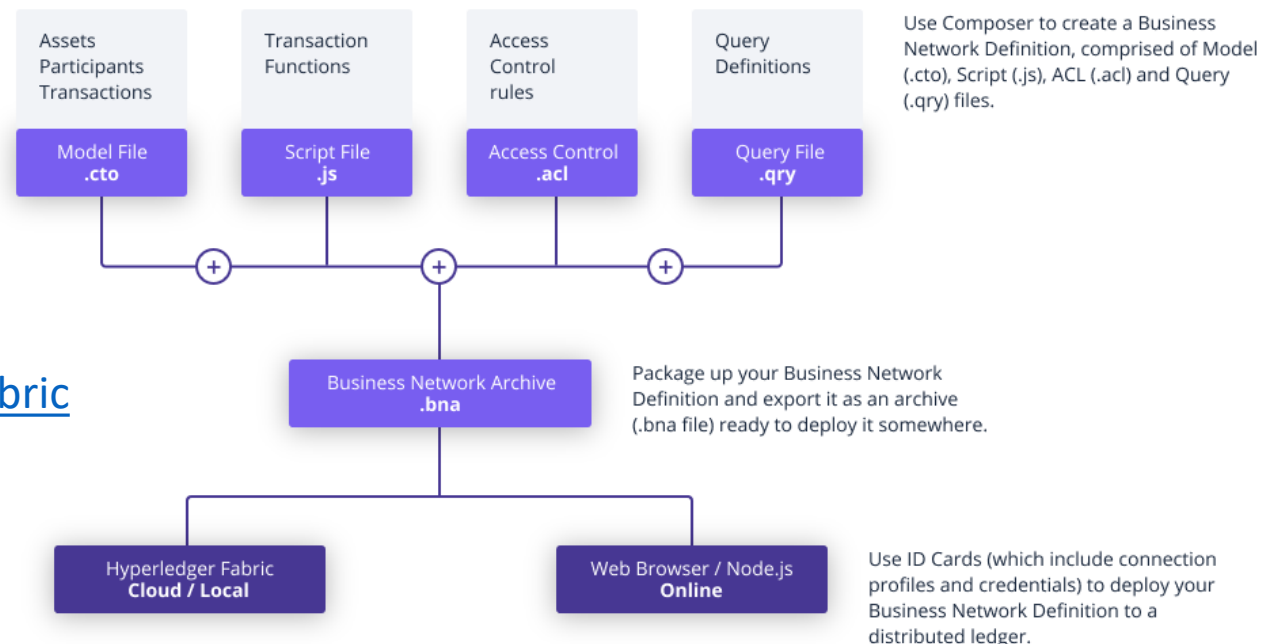 Assets
Participants
Transactions
Model File
.cto
Transaction
Functions
Script File
.js
Access
Control
rules
Access Control
.acl
Query
Definitions
Query File
.qry
Use Composer to create a Business
Network Definition, comprised of Model
(.cto), Script (.js), ACL (.acl) and Query
(.qry) files.
+
+
+
bric
Business Network Archive
.bna
Package up your Business Network
Definition and export it as an archive
(.bna file) ready to deploy it somewhere.
Hyperledger Fabric
Cloud / Local
Web Browser / Node.js
Online
Use ID Cards (which include connection
profiles and credentials) to deploy your
Business Network Definition to a
distributed ledger.